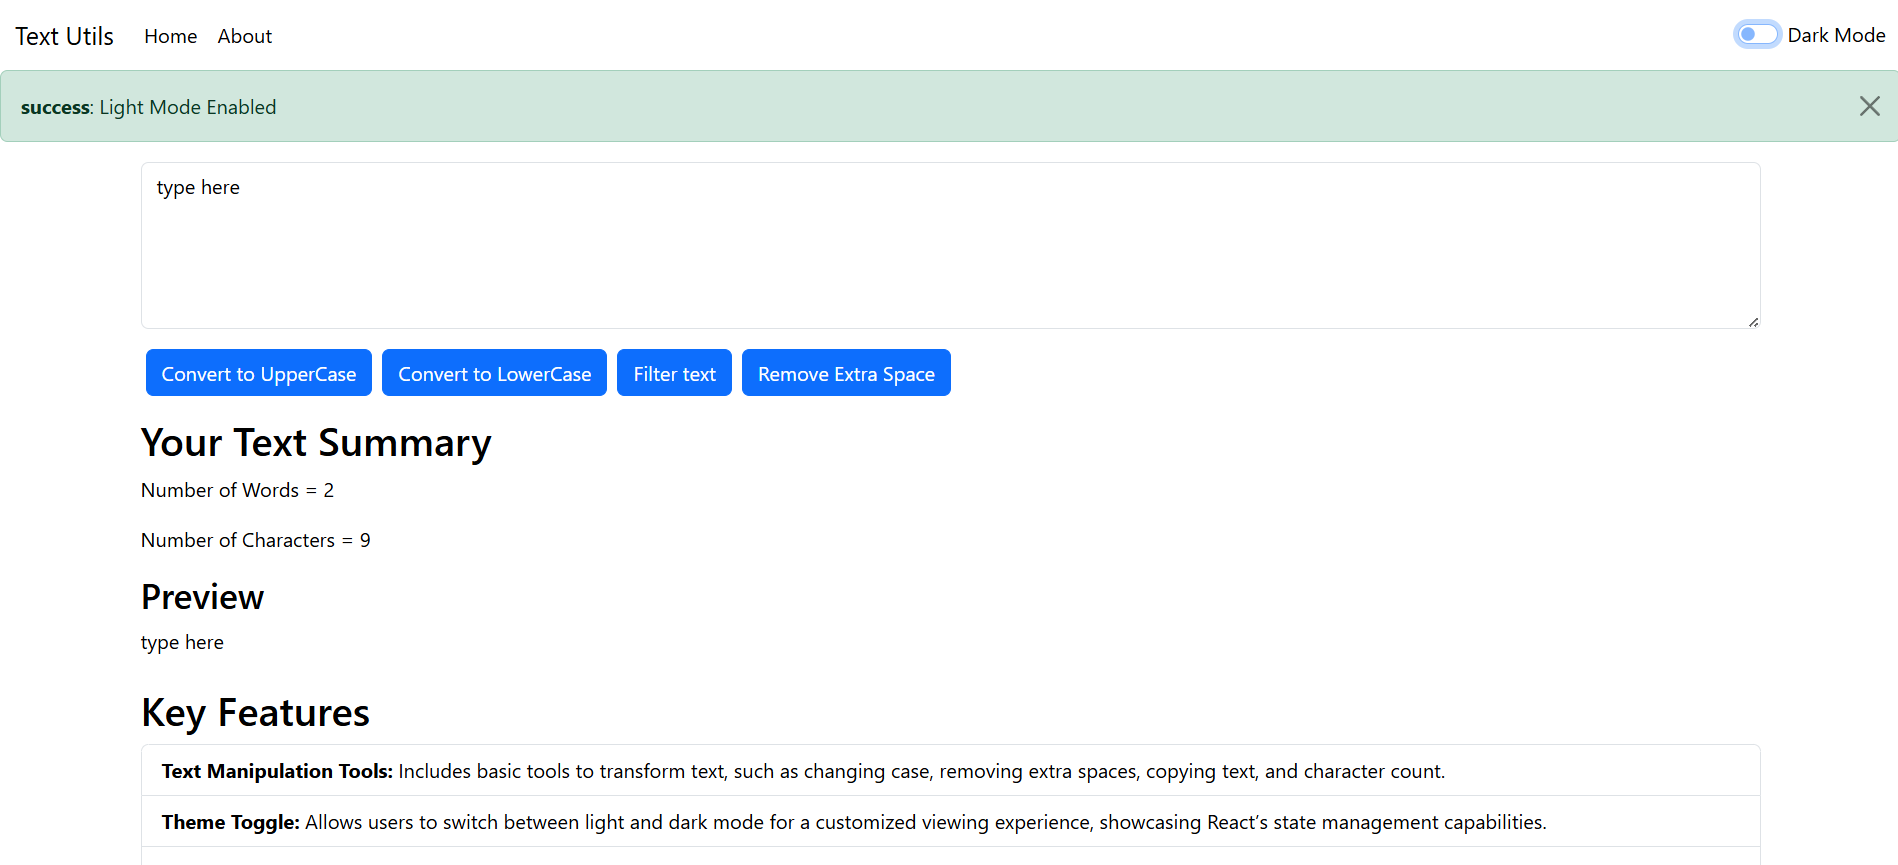 Text Utils Home About Dark Mode
success: Light Mode Enabled
type here
Convert to UpperCase Convert to LowerCase Filter text Remove Extra Space
Your Text Summary
Number of Words = 2
Number of Characters = 9
Preview
type here
Key Features
Text Manipulation Tools: Includes basic tools to transform text, such as changing case, removing extra spaces, copying text, and character count.
Theme Toggle: Allows users to switch between light and dark mode for a customized viewing experience, showcasing React’s state management capabilities.